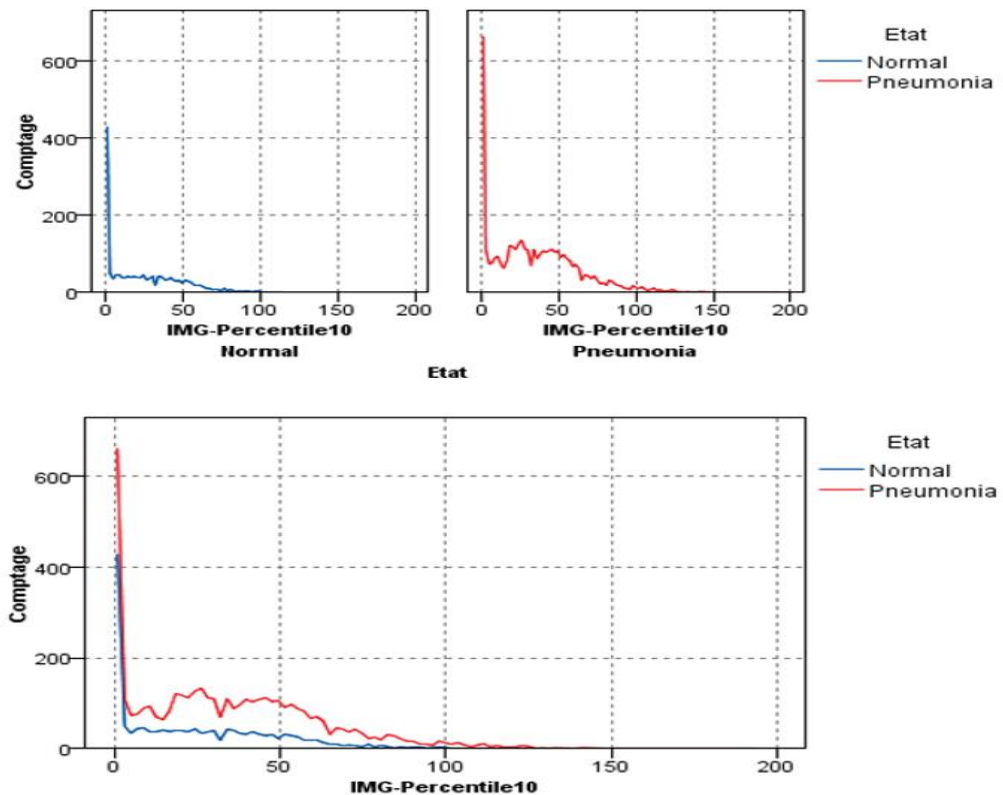 Etat
Normal
Pneumonia
Comptage
600
400
200
0
0 50 100 150 200
IMG-Percentile10
Normal
0 50 100 150 200
IMG-Percentile10
Pneumonia
Etat
Etat
Normal
Pneumonia
Comptage
600
400
200
0
0 50 100 150 200
IMG-Percentile10